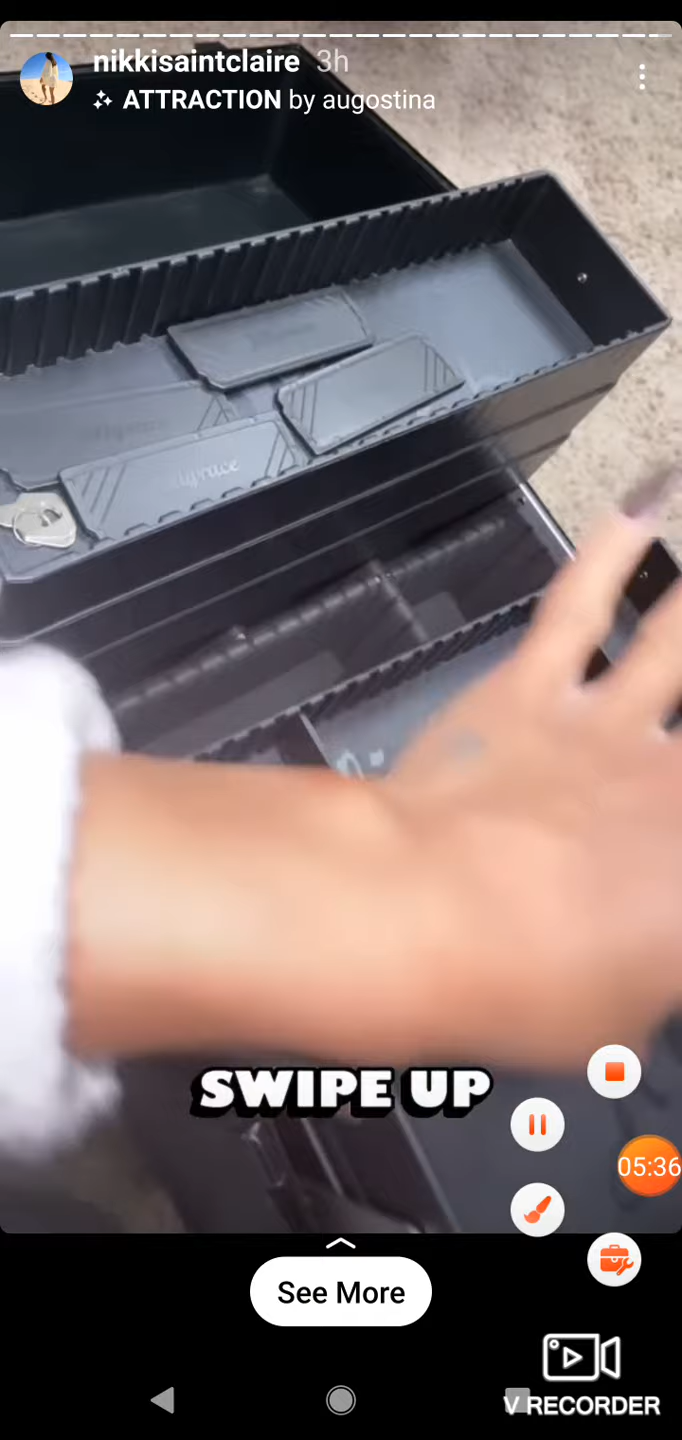 nikkisaintclaire 3h
ATTRACTION by augostina
SWIPE UP
05:36
See More
V RECORDER